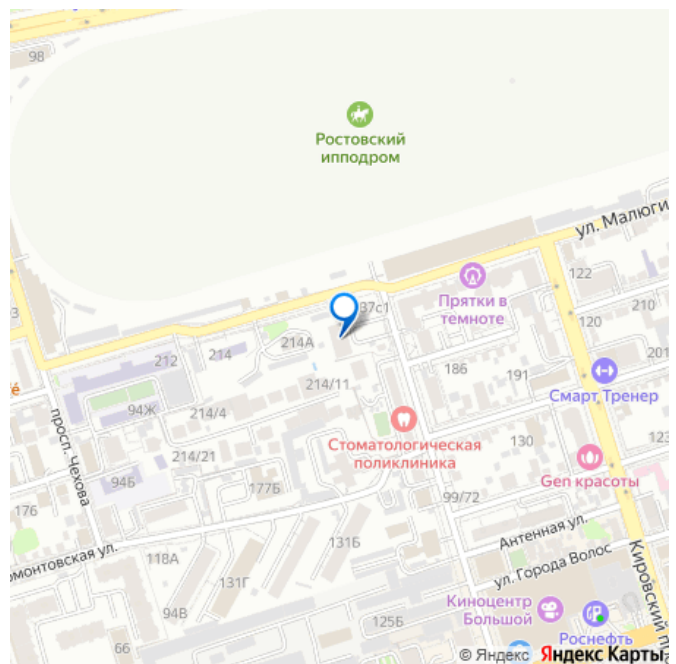 98
Ростовский
ипподром
ул. Малюги
122
37с1
Прятки в
темноте
210
120
214
214А
212
186
201
191
Смарт Тренер
214/11
94Ж
214/4
просп. Чехова
Стоматологическая
поликлиника
130
123
214/21
Gen красоты
94Б
177Б
99/72
17Б
Антенная ул.
131Б
омонтовская ул.
118А
ул. Города Волос
131Г
Киноцентр
Большой
94В
125Б
Роснефть
Кировский п
66
© Яндекс Яндекс Карты